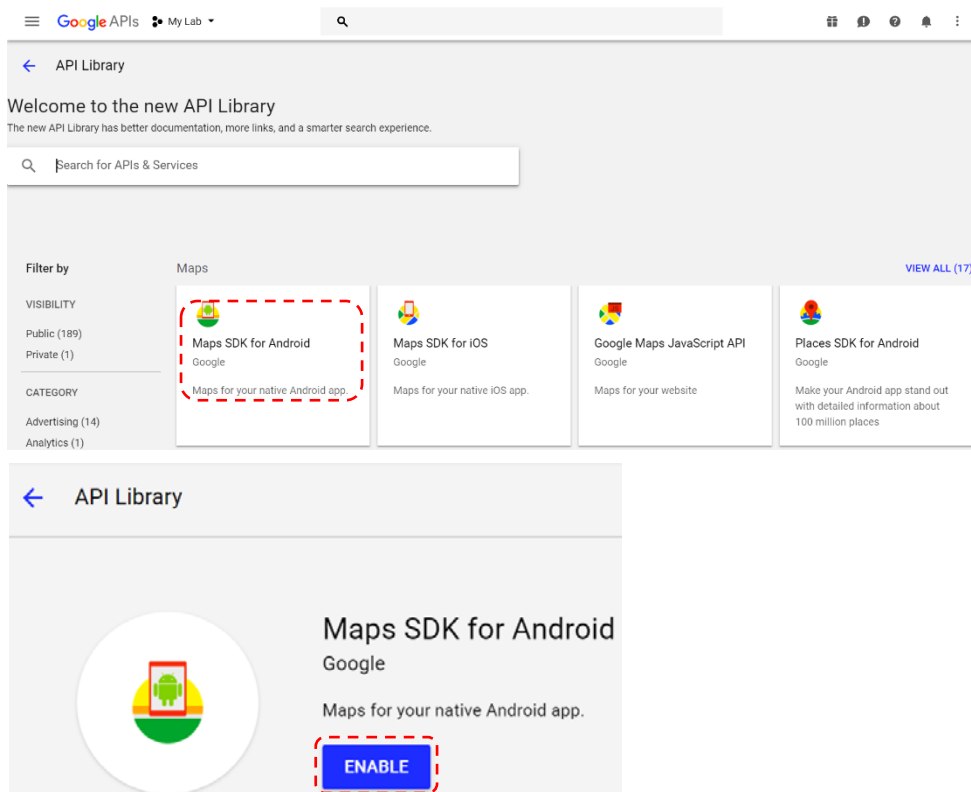 Google APIs My Lab
API Library
Welcome to the new API Library
The new API Library has better documentation, more links, and a smarter search experience.
Search for APIs & Services
Filter by
Maps
VIEW ALL (17)
VISIBILITY
Public (189)
Private (1)
CATEGORY
Advertising (14)
Analytics (1)
Maps SDK for Android
Google
Maps for your native Android app.
Maps SDK for iOS
Google
Maps for your native iOS app.
Google Maps JavaScript API
Google
Maps for your website
Places SDK for Android
Google
Make your Android app stand out
with detailed information about
100 million places
API Library
Maps SDK for Android
Google
Maps for your native Android app.
ENABLE